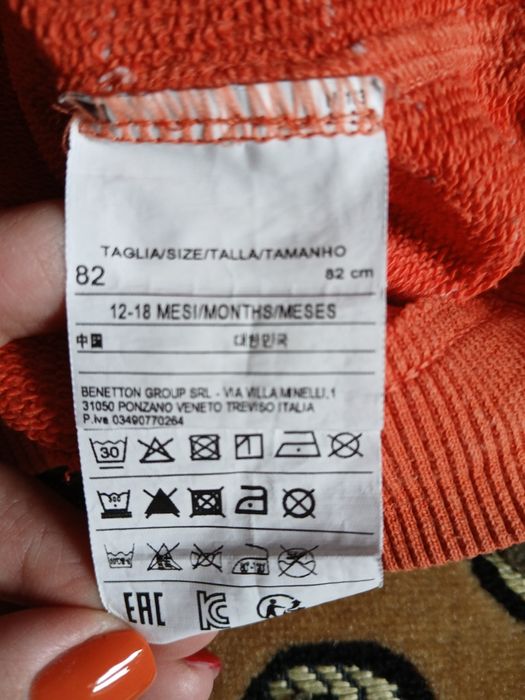 TAGLIA/SIZE/TALLA/TAMANHO
82 82 cm
12-18 MESI/MONTHS/MESES
中国 대한민국
BENETTON GROUP SRL - VIA VILLA MINELLI,1
31050 PONZANO VENETO TREVISO ITALIA
P.iva 03490770264
30
EAC